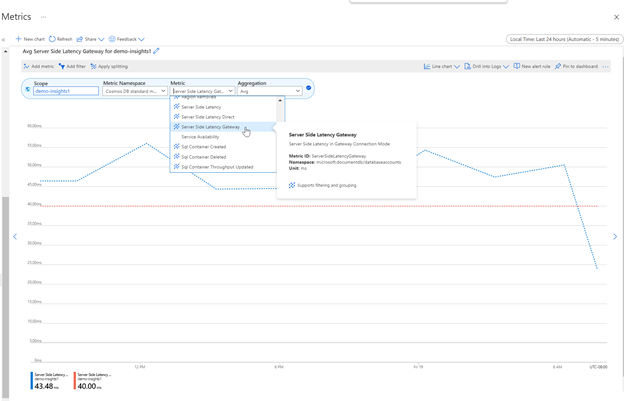 Metrics ...
New chart Refresh Share Feedback
Local Time: Last 24 hours (Automatic - 5 minutes)
Avg Server Side Latency Gateway for demo-insights1
Add metric Add filter Apply splitting
Line chart Drill into Logs New alert rule Pin to dashboard ...
Scope Metric Namespace Metric Aggregation
demo-insights1 Cosmos DB standard m... Server Side Latency Gat... Avg
Region Removed
Server Side Latency
Server Side Latency Direct
Server Side Latency Gateway
Service Availability
Sql Container Created
Sql Container Deleted
Sql Container Throughput Updated
Server Side Latency Gateway
Server Side Latency in Gateway Connection Mode
Metric ID: ServerSideLatencyGateway
Namespace: microsoft.documentdb/databaseaccounts
Unit: ms
Supports filtering and grouping
60.00ms
55.00ms
50.00ms
45.00ms
40.00ms
35.00ms
30.00ms
25.00ms
20.00ms
15.00ms
10.00ms
5.00ms
0ms
12 PM 6 PM Fri 19 6 AM UTC-08:00
Server Side Latency ... Server Side Latency ...
demo-insights1 demo-insights1
43.48 ms 40.00 ms